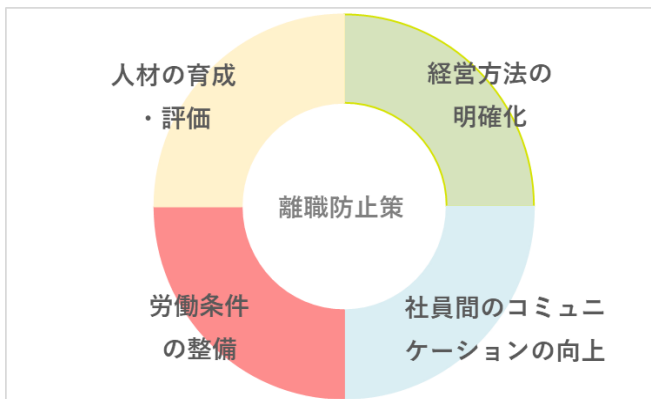 人材の育成
・評価
経営方法の
明確化
離職防止策
労働条件
の整備
社員間のコミュニ
ケーションの向上